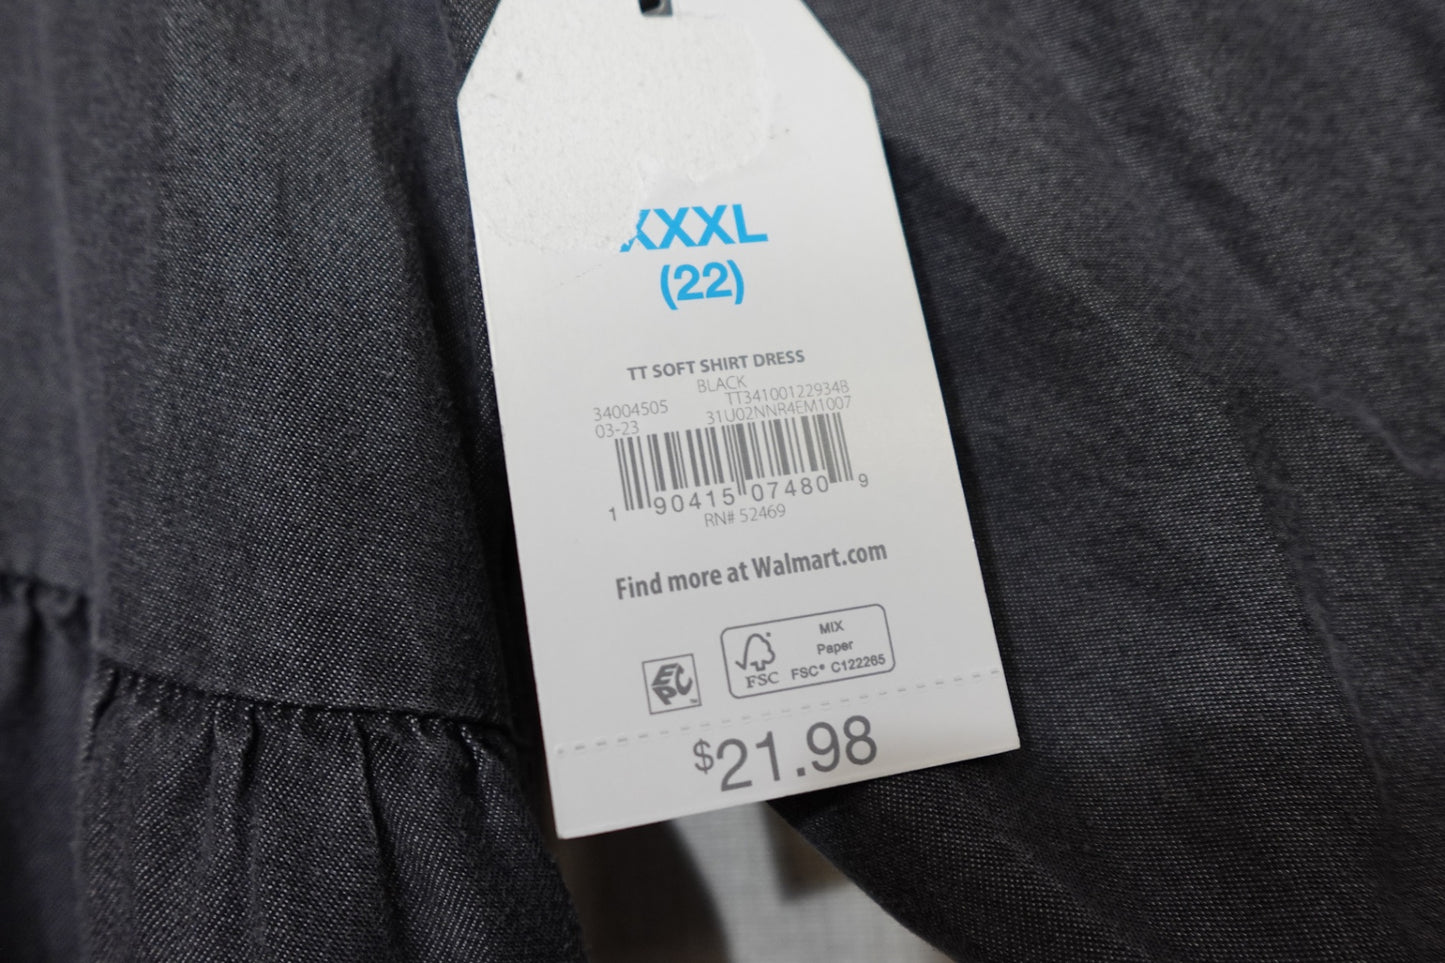 XXXL
(22)
TT SOFT SHIRT DRESS
BLACK
34004505 TT34100122934B
03-23 31U02NNR4EM1007
1 90415 07480 9
RN# 52469
Find more at Walmart.com
EPC™
FSC
MIX
Paper
FSC® C122265
$21.98